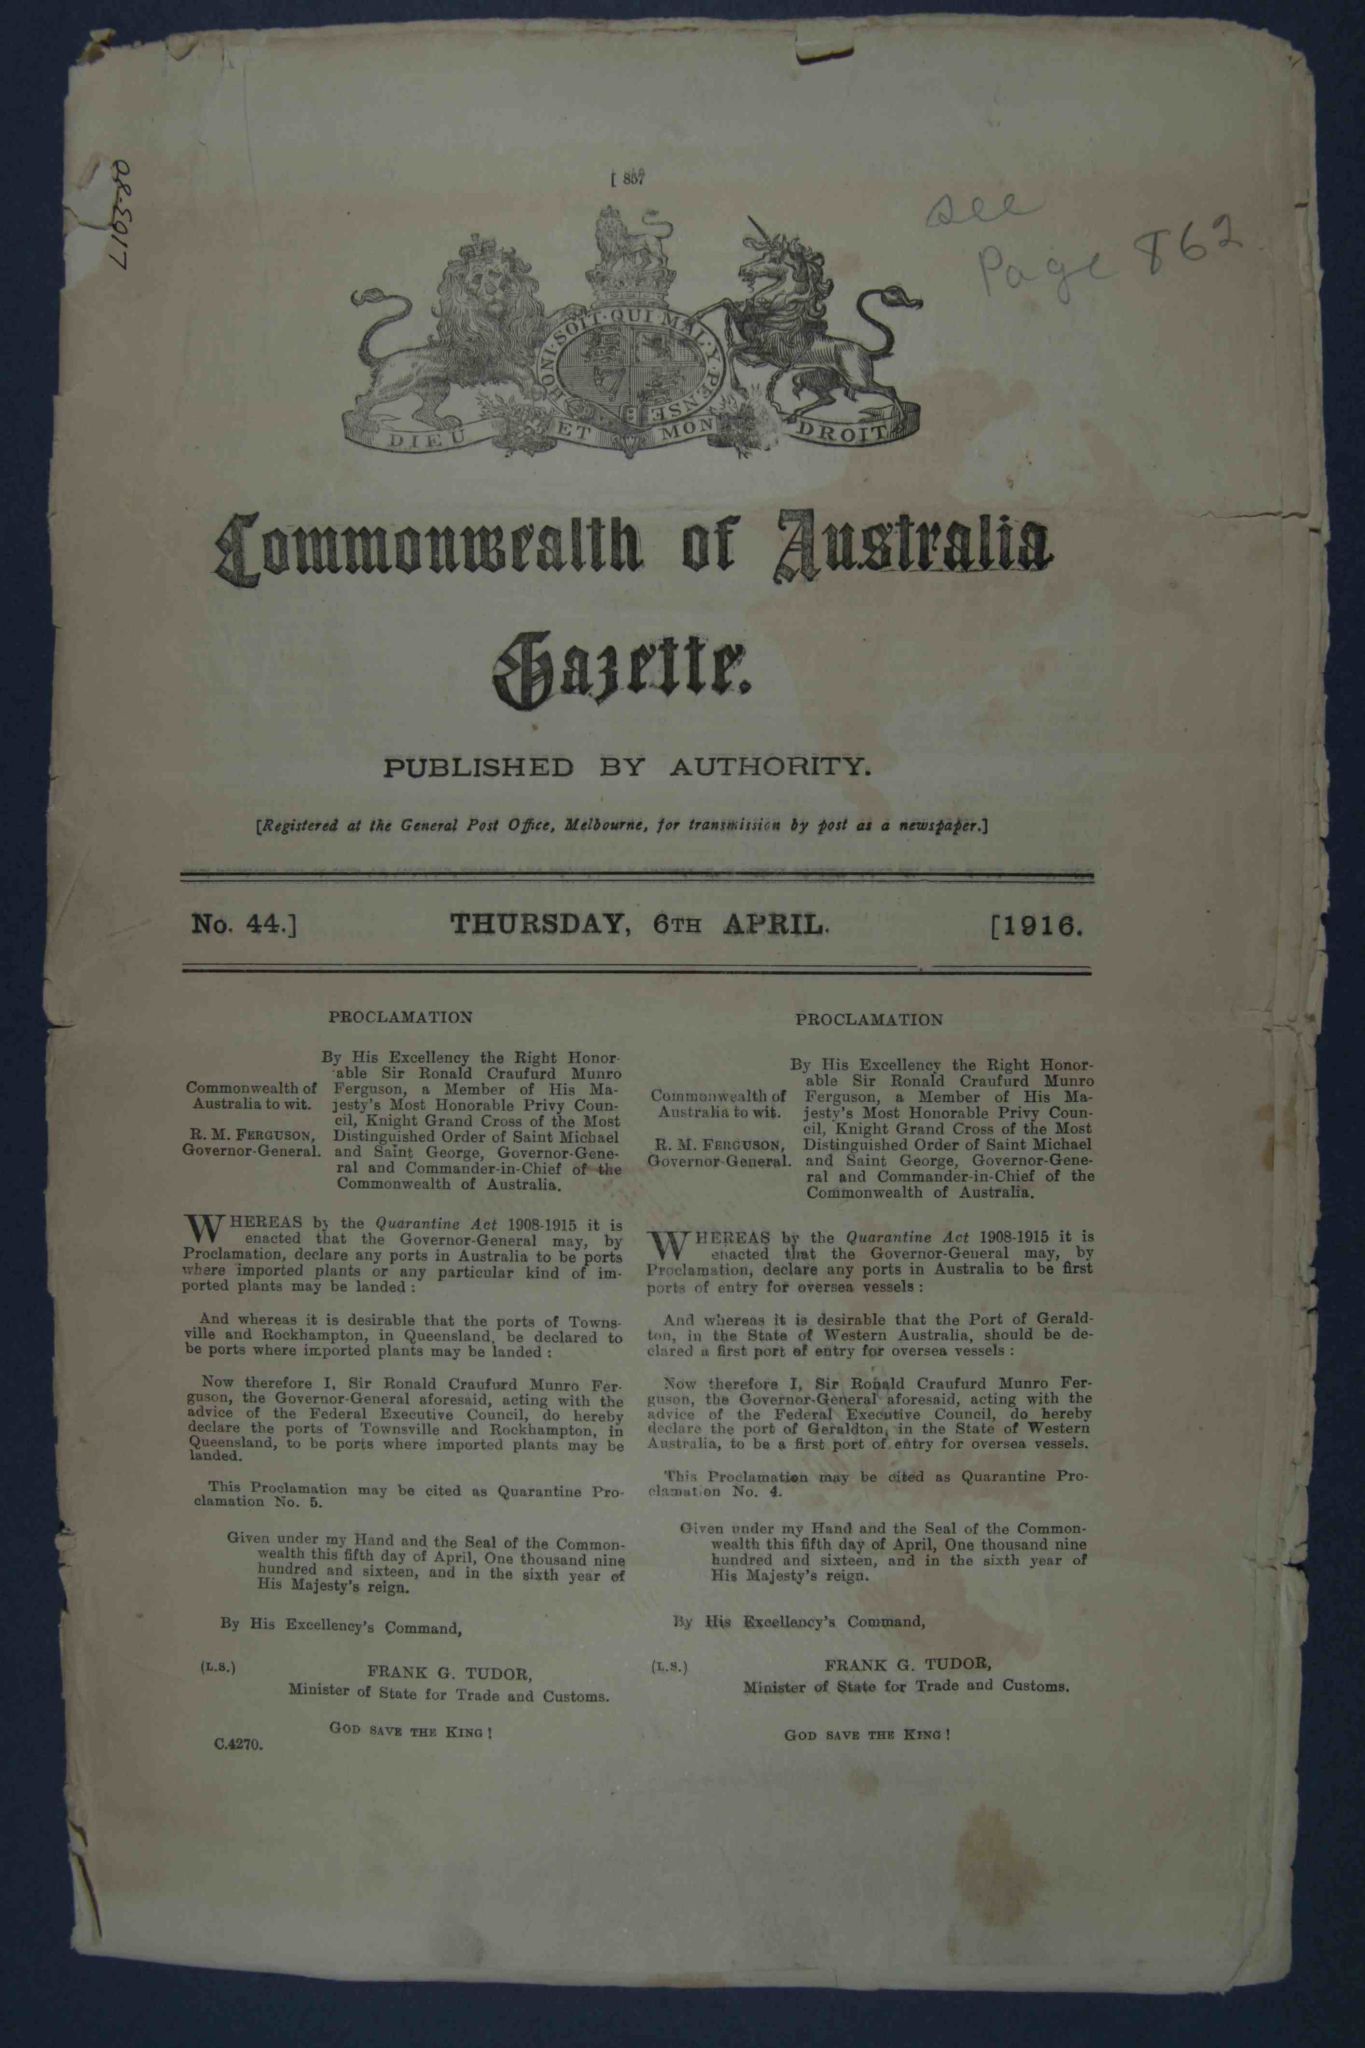 08-3017
[ 857
see
Page 862
HONI·SOIT·QUI·MAL·Y·PENSE
DIEU ET MON DROIT
Commonwealth of Australia
Gazette.
PUBLISHED BY AUTHORITY.
[Registered at the General Post Office, Melbourne, for transmission by post as a newspaper.]
No. 44.] THURSDAY, 6TH APRIL. [1916.
PROCLAMATION
Commonwealth of
Australia to wit.
R. M. FERGUSON,
Governor-General.
By His Excellency the Right Honor-
able Sir Ronald Craufurd Munro
Ferguson, a Member of His Ma-
jesty's Most Honorable Privy Coun-
cil, Knight Grand Cross of the Most
Distinguished Order of Saint Michael
and Saint George, Governor-Gene-
ral and Commander-in-Chief of the
Commonwealth of Australia.
WHEREAS by the Quarantine Act 1908-1915 it is
enacted that the Governor-General may, by
Proclamation, declare any ports in Australia to be ports
where imported plants or any particular kind of im-
ported plants may be landed :
And whereas it is desirable that the ports of Towns-
ville and Rockhampton, in Queensland, be declared to
be ports where imported plants may be landed :
Now therefore I, Sir Ronald Craufurd Munro Fer-
guson, the Governor-General aforesaid, acting with the
advice of the Federal Executive Council, do hereby
declare the ports of Townsville and Rockhampton, in
Queensland, to be ports where imported plants may be
landed.
This Proclamation may be cited as Quarantine Pro-
clamation No. 5.
Given under my Hand and the Seal of the Common-
wealth this fifth day of April, One thousand nine
hundred and sixteen, and in the sixth year of
His Majesty's reign.
By His Excellency's Command,
(L.S.) FRANK G. TUDOR,
Minister of State for Trade and Customs.
GOD SAVE THE KING!
C.4270.
PROCLAMATION
Commonwealth of
Australia to wit.
R. M. FERGUSON,
Governor-General.
By His Excellency the Right Honor-
able Sir Ronald Craufurd Munro
Ferguson, a Member of His Ma-
jesty's Most Honorable Privy Coun-
cil, Knight Grand Cross of the Most
Distinguished Order of Saint Michael
and Saint George, Governor-Gene-
ral and Commander-in-Chief of the
Commonwealth of Australia.
WHEREAS by the Quarantine Act 1908-1915 it is
enacted that the Governor-General may, by
Proclamation, declare any ports in Australia to be first
ports of entry for oversea vessels :
And whereas it is desirable that the Port of Gerald-
ton, in the State of Western Australia, should be de-
clared a first port of entry for oversea vessels :
Now therefore I, Sir Ronald Craufurd Munro Fer-
guson, the Governor-General aforesaid, acting with the
advice of the Federal Executive Council, do hereby
declare the port of Geraldton, in the State of Western
Australia, to be a first port of entry for oversea vessels.
This Proclamation may be cited as Quarantine Pro-
clamation No. 4.
Given under my Hand and the Seal of the Common-
wealth this fifth day of April, One thousand nine
hundred and sixteen, and in the sixth year of
His Majesty's reign.
By His Excellency's Command,
(L.S.) FRANK G. TUDOR,
Minister of State for Trade and Customs.
GOD SAVE THE KING!